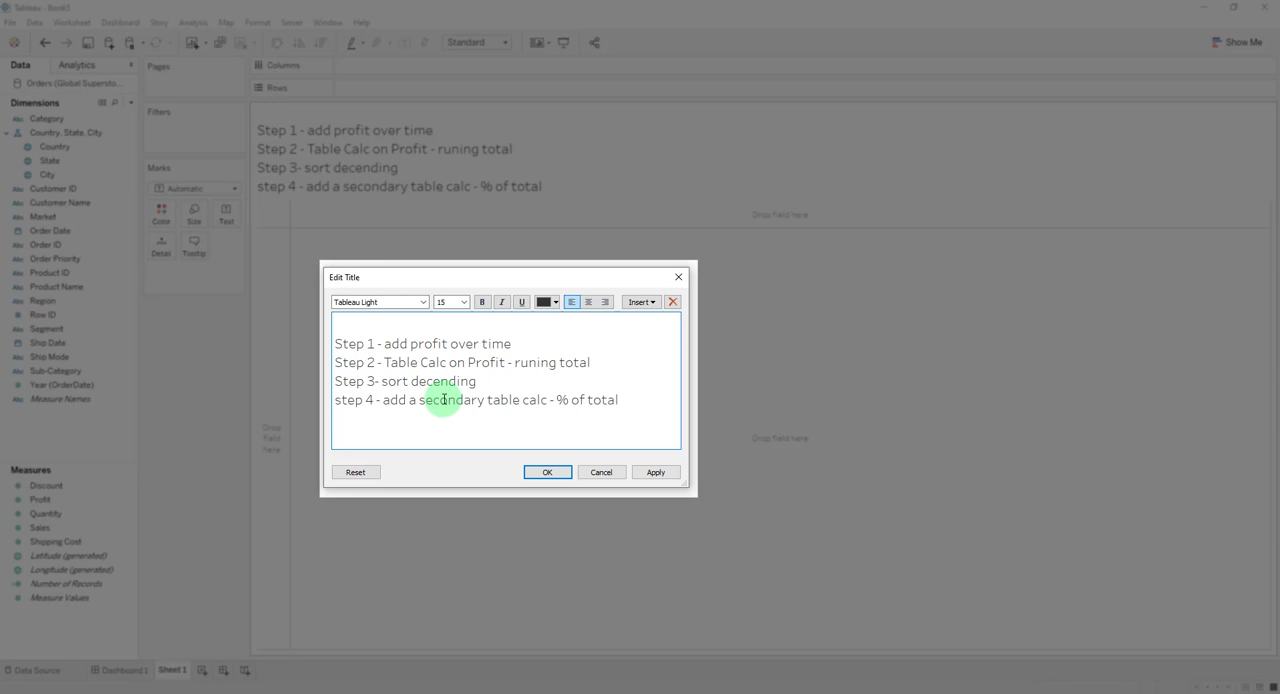 Tableau - Book3
File Data Worksheet Dashboard Story Analysis Map Format Server Window Help
Standard
Show Me
Data Analytics
Pages
Columns
Orders (Global Supersto...
Rows
Dimensions
Filters
Category
Country, State, City
Country
State
City
Customer ID
Customer Name
Market
Order Date
Order ID
Order Priority
Product ID
Product Name
Region
Row ID
Segment
Ship Date
Ship Mode
Sub-Category
Year (OrderDate)
Measure Names
Marks
Automatic
Color Size Text
Detail Tooltip
Step 1 - add profit over time
Step 2 - Table Calc on Profit - runing total
Step 3- sort decending
step 4 - add a secondary table calc - % of total
Drop field here
Drop
field
here
Drop field here
Edit Title
Tableau Light 15 B I U Insert
Step 1 - add profit over time
Step 2 - Table Calc on Profit - runing total
Step 3- sort decending
step 4 - add a secondary table calc - % of total
Reset OK Cancel Apply
Measures
Discount
Profit
Quantity
Sales
Shipping Cost
Latitude (generated)
Longitude (generated)
Number of Records
Measure Values
Data Source Dashboard 1 Sheet 1